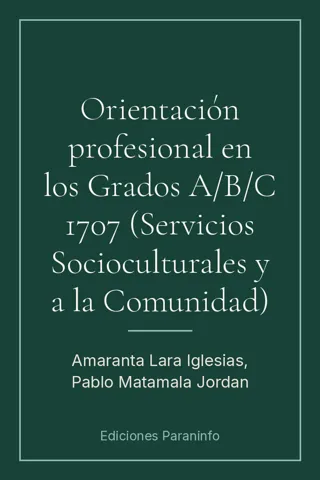 Orientación
profesional en
los Grados A/B/C
1707 (Servicios
Socioculturales y
a la Comunidad)
Amaranta Lara Iglesias,
Pablo Matamala Jordan
Ediciones Paraninfo